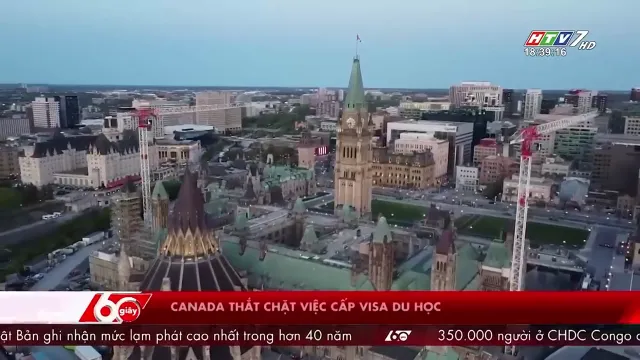 HTV7 HD
18:39:16
60 giây
CANADA THẮT CHẶT VIỆC CẤP VISA DU HỌC
ật Bản ghi nhận mức lạm phát cao nhất trong hơn 40 năm 60 350.000 người ở CHDC Congo